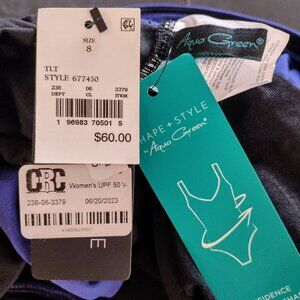 SIZE
8
TLT
STYLE 677450
238 06 3379
DEPT CL ITEM
1 96983 70501 5
$60.00
CRC
Women's UPF 50 V-
238-06-3379 06/20/2023
Aqua Green®
SHAPE + STYLE
BY Aqua Green®